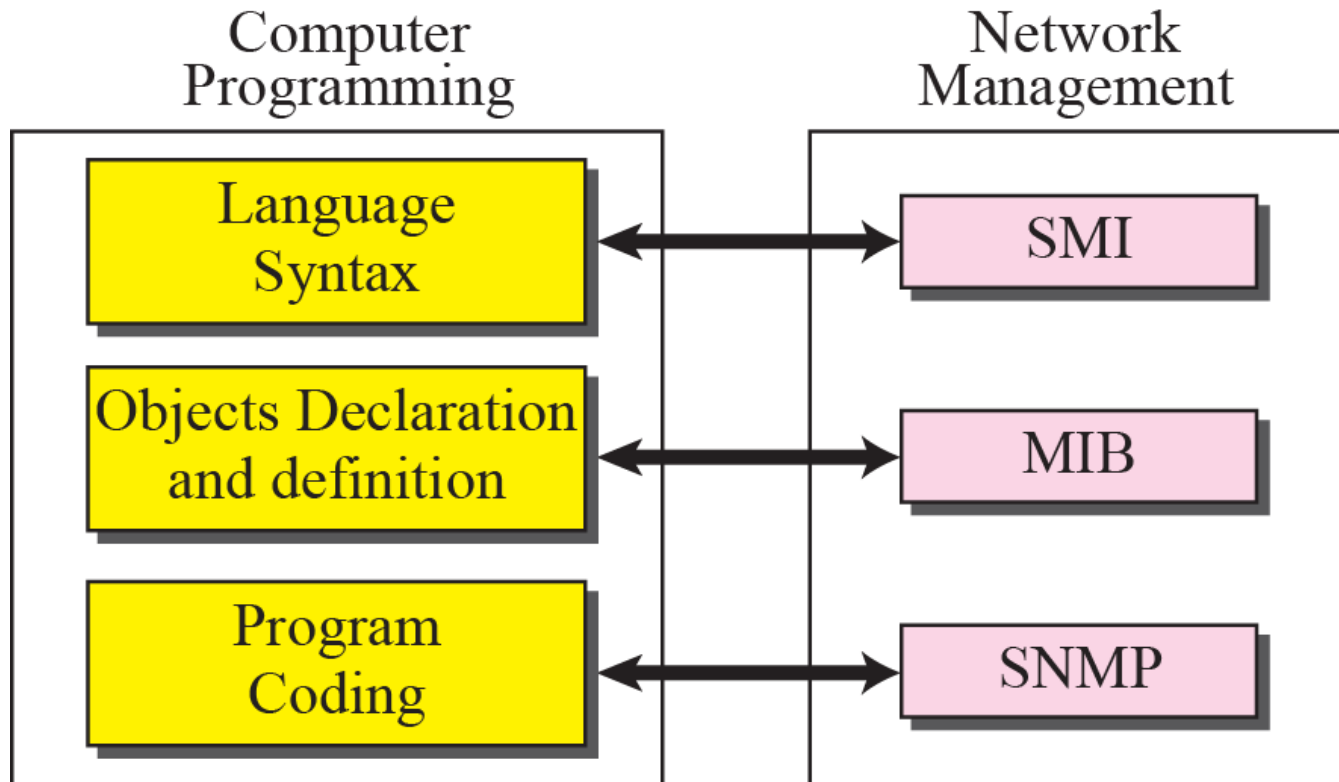 Computer
Programming
Network
Management
Language
Syntax
SMI
Objects Declaration
and definition
MIB
Program
Coding
SNMP